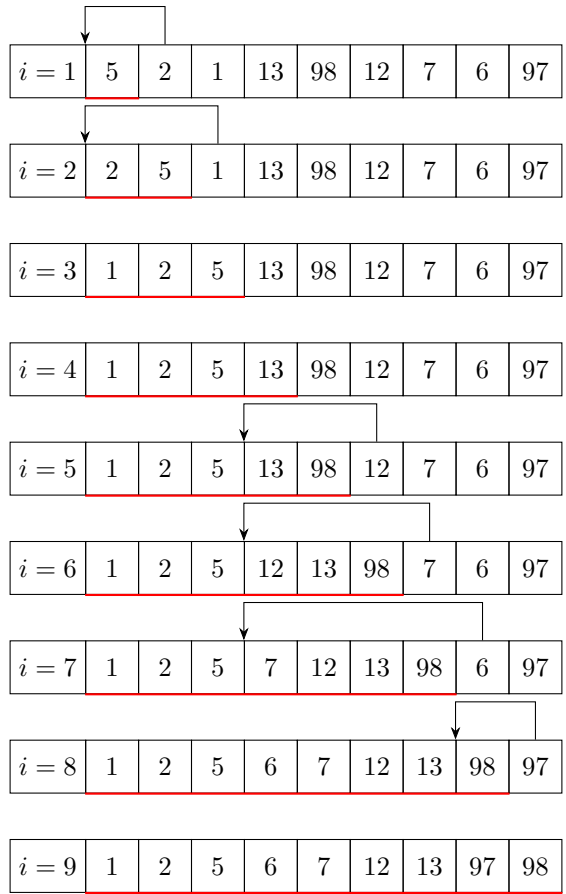 i = 1 5 2 1 13 98 12 7 6 97
i = 2 2 5 1 13 98 12 7 6 97
i = 3 1 2 5 13 98 12 7 6 97
i = 4 1 2 5 13 98 12 7 6 97
i = 5 1 2 5 13 98 12 7 6 97
i = 6 1 2 5 12 13 98 7 6 97
i = 7 1 2 5 7 12 13 98 6 97
i = 8 1 2 5 6 7 12 13 98 97
i = 9 1 2 5 6 7 12 13 97 98